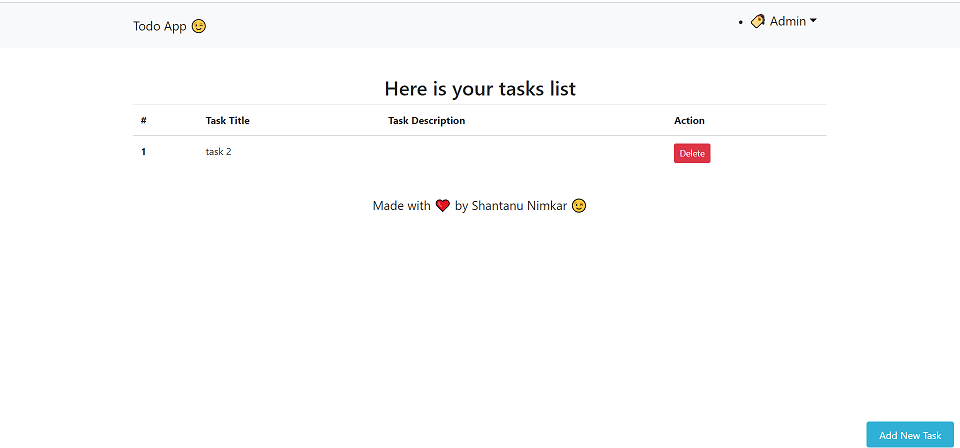 Todo App 😉
• 🏷️ Admin
Here is your tasks list
# Task Title Task Description Action
1 task 2 Delete
Made with ❤️ by Shantanu Nimkar 😉
Add New Task